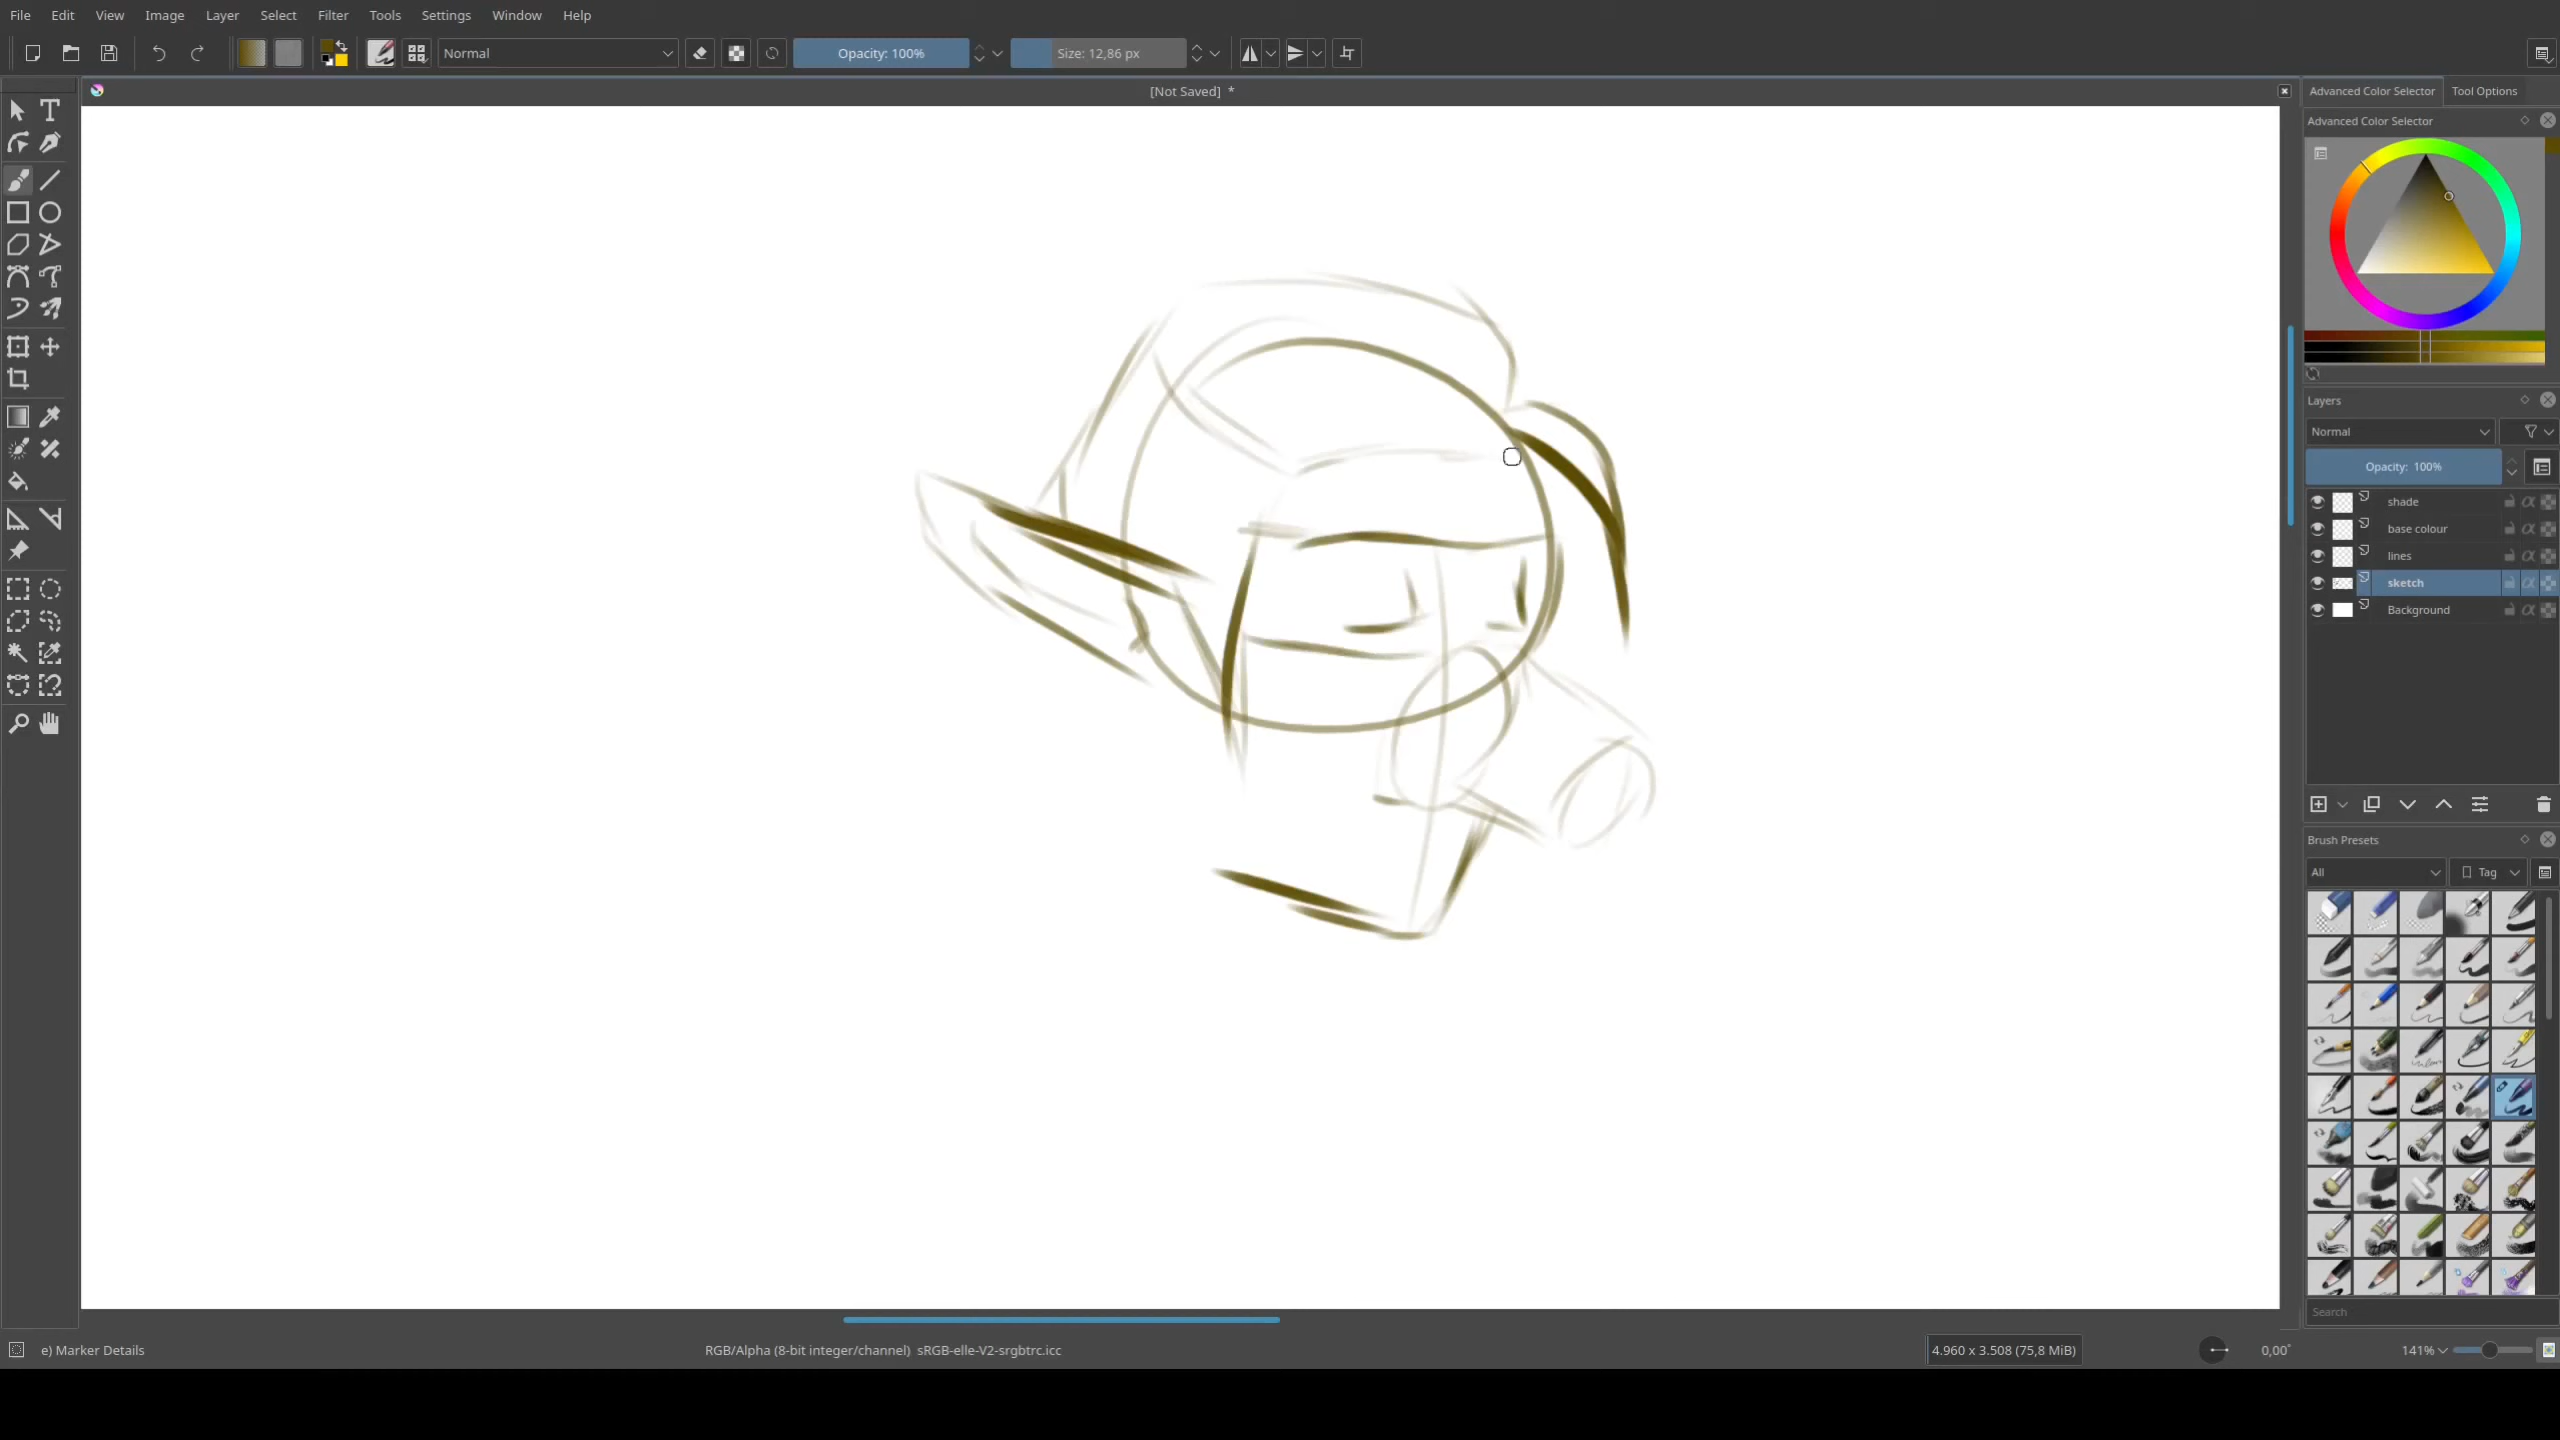 File Edit View Image Layer Select Filter Tools Settings Window Help
Normal Opacity: 100% Size: 12,86 px
[Not Saved] *
Advanced Color Selector Tool Options
Advanced Color Selector
Layers
Normal
Opacity: 100%
shade
base colour
lines
sketch
Background
Brush Presets
All Tag
Search
e) Marker Details RGB/Alpha (8-bit integer/channel) sRGB-elle-V2-srgbtrc.icc 4.960 x 3.508 (75,8 MiB) 0,00° 141%